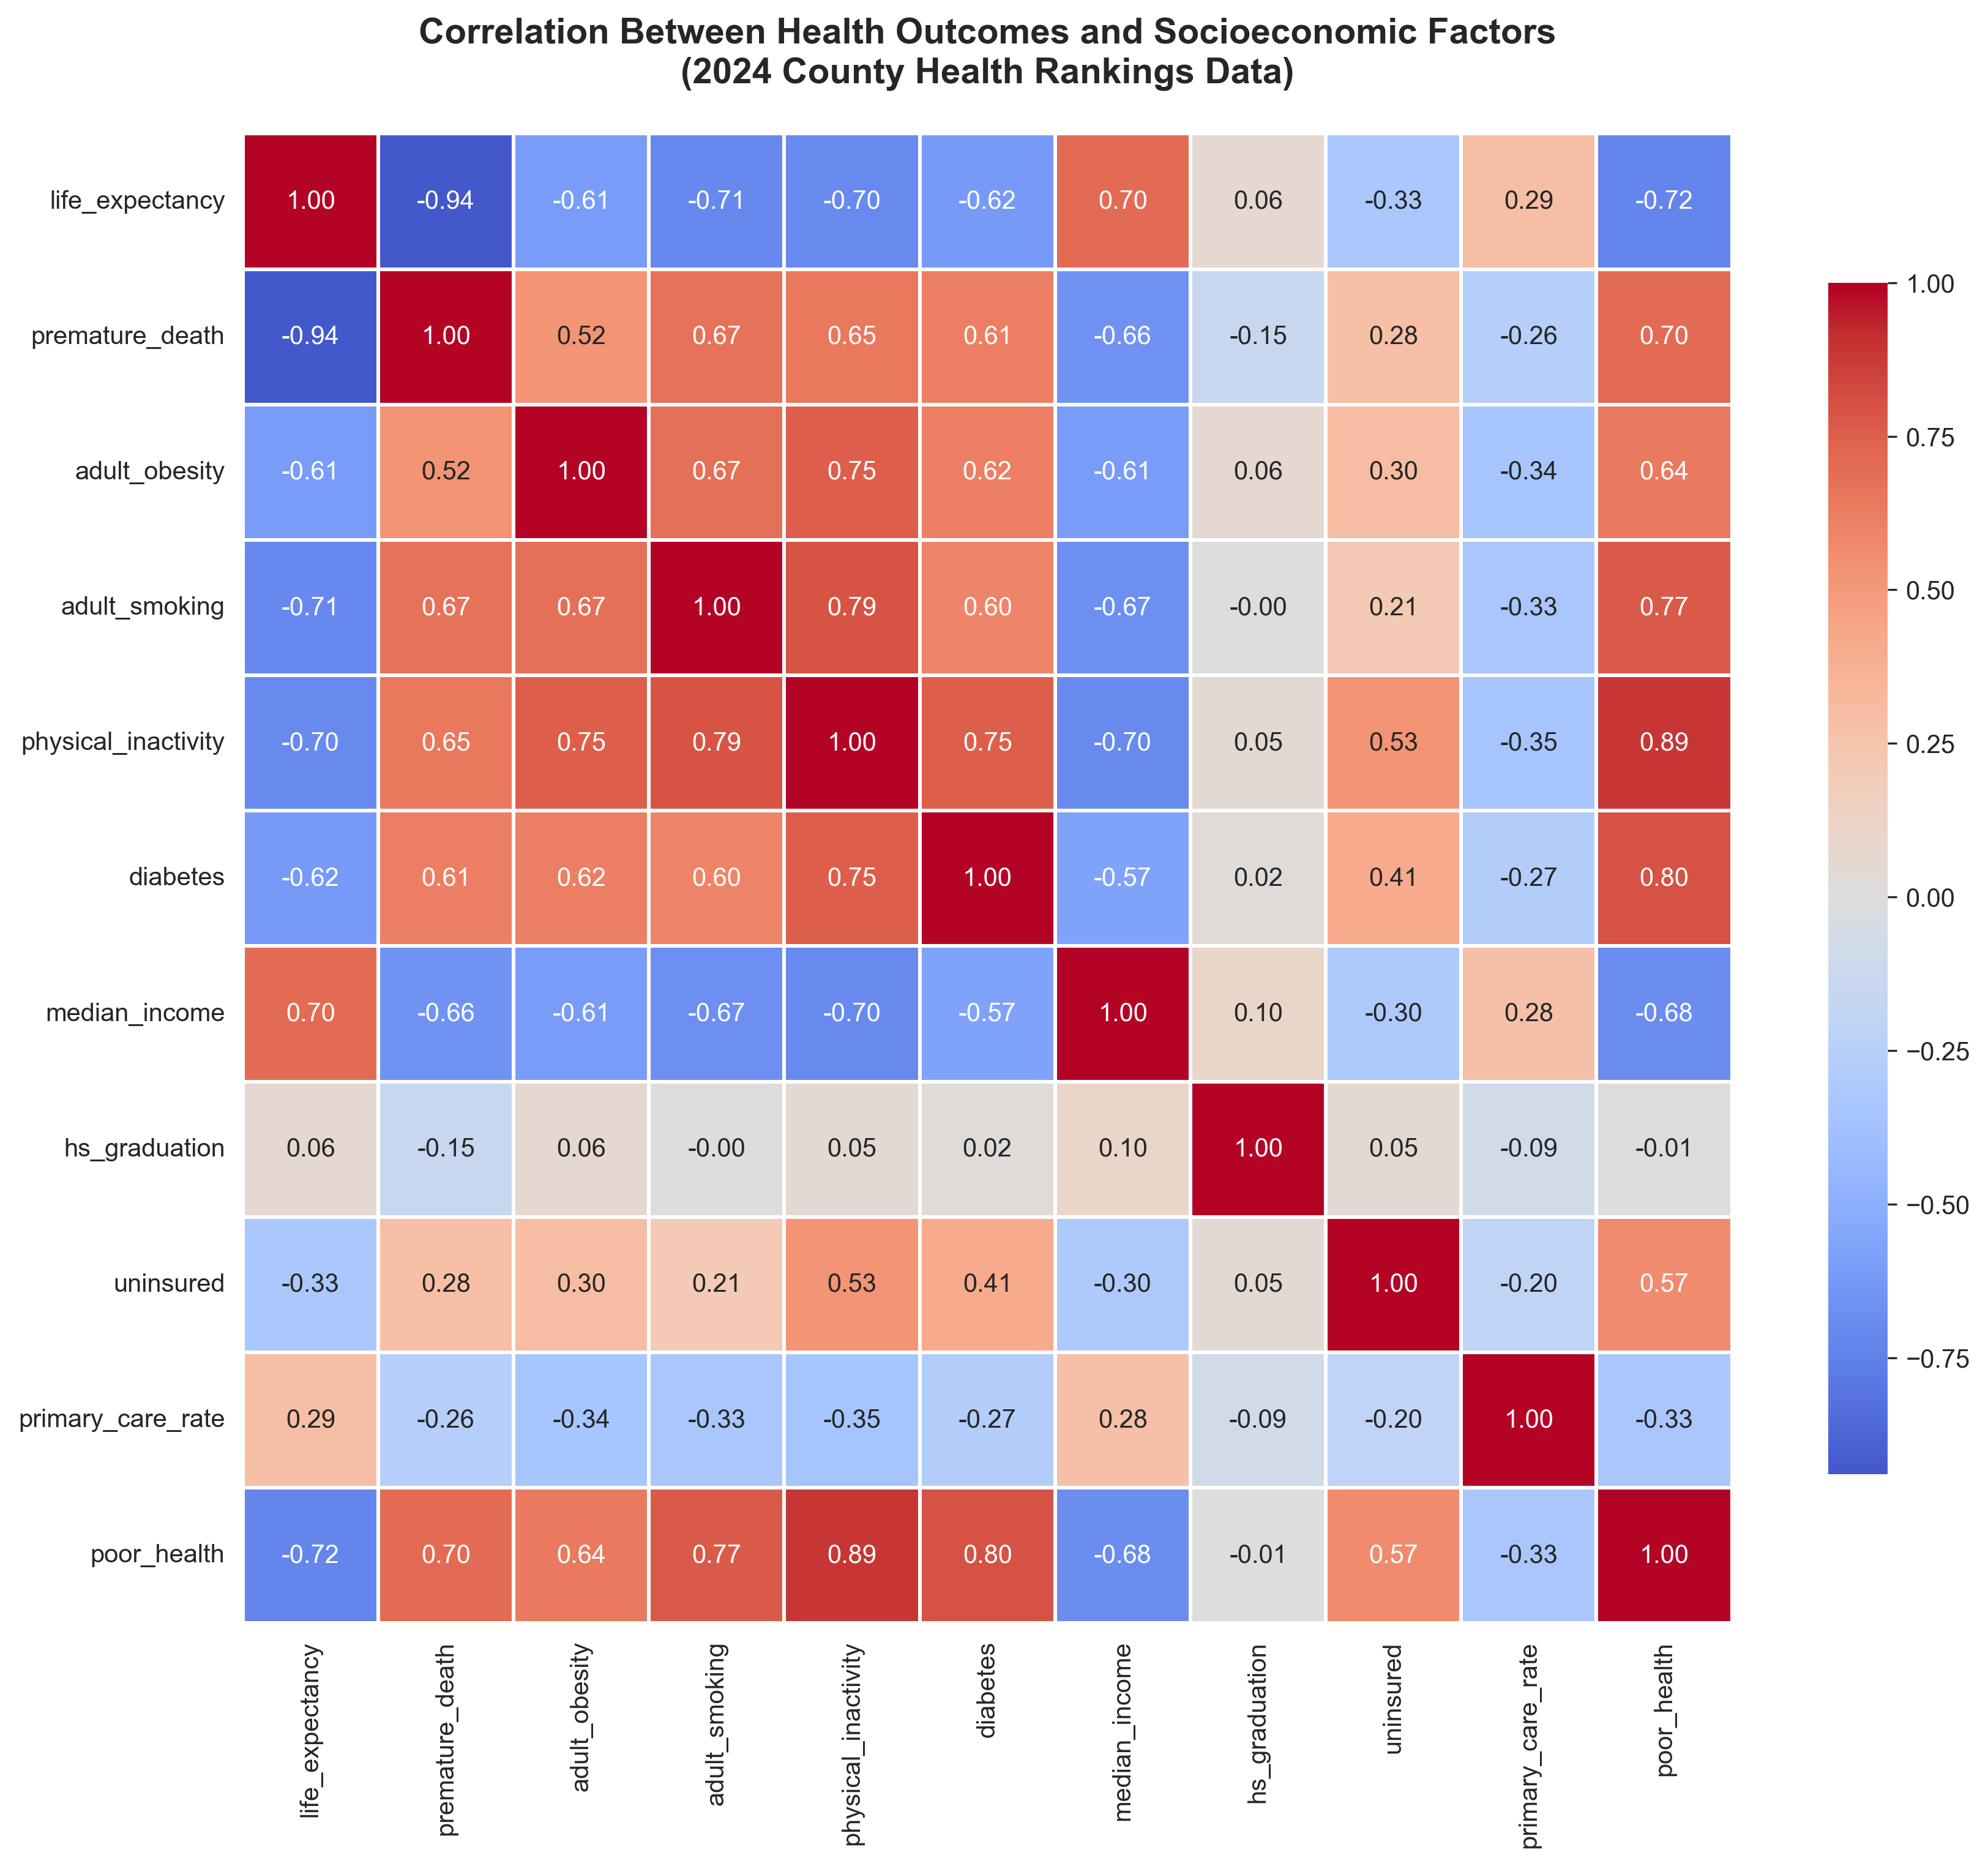 Correlation Between Health Outcomes and Socioeconomic Factors
(2024 County Health Rankings Data)
life_expectancy 1.00 -0.94 -0.61 -0.71 -0.70 -0.62 0.70 0.06 -0.33 0.29 -0.72
premature_death -0.94 1.00 0.52 0.67 0.65 0.61 -0.66 -0.15 0.28 -0.26 0.70
adult_obesity -0.61 0.52 1.00 0.67 0.75 0.62 -0.61 0.06 0.30 -0.34 0.64
adult_smoking -0.71 0.67 0.67 1.00 0.79 0.60 -0.67 -0.00 0.21 -0.33 0.77
physical_inactivity -0.70 0.65 0.75 0.79 1.00 0.75 -0.70 0.05 0.53 -0.35 0.89
diabetes -0.62 0.61 0.62 0.60 0.75 1.00 -0.57 0.02 0.41 -0.27 0.80
median_income 0.70 -0.66 -0.61 -0.67 -0.70 -0.57 1.00 0.10 -0.30 0.28 -0.68
hs_graduation 0.06 -0.15 0.06 -0.00 0.05 0.02 0.10 1.00 0.05 -0.09 -0.01
uninsured -0.33 0.28 0.30 0.21 0.53 0.41 -0.30 0.05 1.00 -0.20 0.57
primary_care_rate 0.29 -0.26 -0.34 -0.33 -0.35 -0.27 0.28 -0.09 -0.20 1.00 -0.33
poor_health -0.72 0.70 0.64 0.77 0.89 0.80 -0.68 -0.01 0.57 -0.33 1.00
life_expectancy
premature_death
adult_obesity
adult_smoking
physical_inactivity
diabetes
median_income
hs_graduation
uninsured
primary_care_rate
poor_health
1.00
0.75
0.50
0.25
0.00
−0.25
−0.50
−0.75